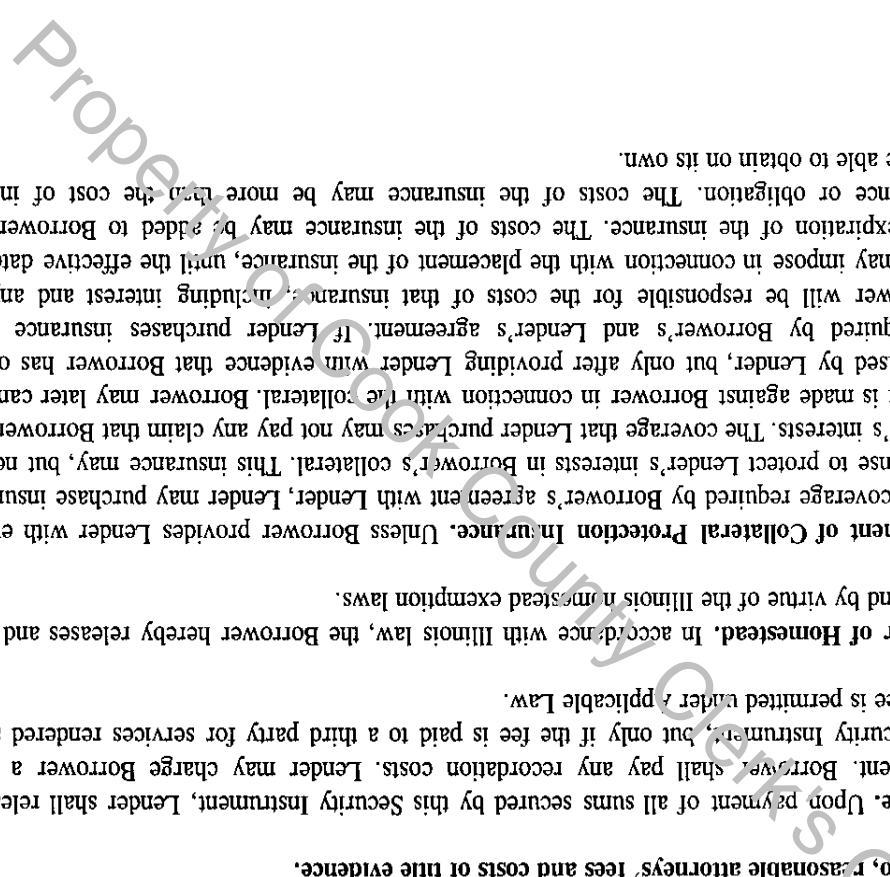 o, reasonable attorneys' fees and costs of title evidence.
e. Upon payment of all sums secured by this Security Instrument, Lender shall relea
ent. Borrower shall pay any recordation costs. Lender may charge Borrower a
curity Instrument, but only if the fee is paid to a third party for services rendered
ee is permitted under Applicable Law.
r of Homestead. In accordance with Illinois law, the Borrower hereby releases and
nd by virtue of the Illinois homestead exemption laws.
ment of Collateral Protection Insurance. Unless Borrower provides Lender with e
coverage required by Borrower's agreement with Lender, Lender may purchase insur
nse to protect Lender's interests in Borrower's collateral. This insurance may, but ne
's interests. The coverage that Lender purchases may not pay any claim that Borrower
is made against Borrower in connection with the collateral. Borrower may later can
sed by Lender, but only after providing Lender with evidence that Borrower has o
quired by Borrower's and Lender's agreement. If Lender purchases insurance
wer will be responsible for the costs of that insurance, including interest and an
may impose in connection with the placement of the insurance, until the effective date
expiration of the insurance. The costs of the insurance may be added to Borrower
nce or obligation. The costs of the insurance may be more than the cost of in
e able to obtain on its own.
Property of Cook County Clerk's O